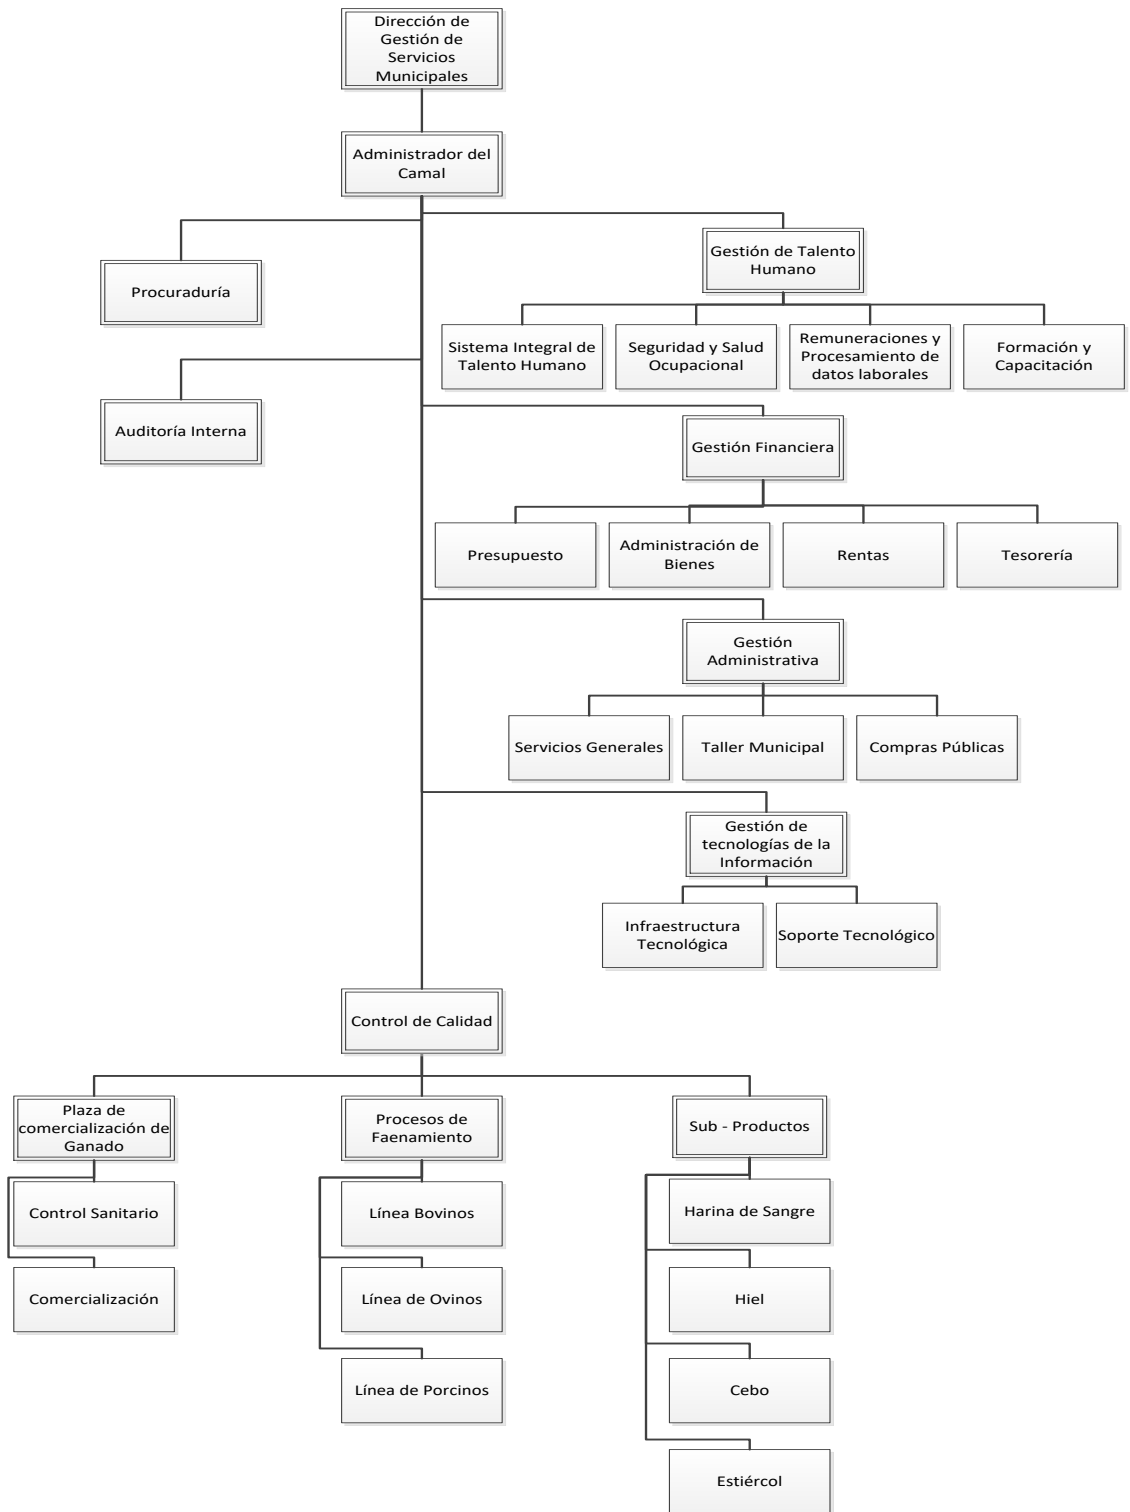 Dirección de
Gestión de
Servicios
Municipales
Administrador del
Camal
Procuraduría
Gestión de Talento
Humano
Sistema Integral de
Talento Humano
Seguridad y Salud
Ocupacional
Remuneraciones y
Procesamiento de
datos laborales
Formación y
Capacitación
Auditoría Interna
Gestión Financiera
Presupuesto
Administración de
Bienes
Rentas
Tesorería
Gestión
Administrativa
Servicios Generales
Taller Municipal
Compras Públicas
Gestión de
tecnologías de la
Información
Infraestructura
Tecnológica
Soporte Tecnológico
Control de Calidad
Plaza de
comercialización de
Ganado
Procesos de
Faenamiento
Sub - Productos
Control Sanitario
Línea Bovinos
Harina de Sangre
Comercialización
Línea de Ovinos
Hiel
Línea de Porcinos
Cebo
Estiércol